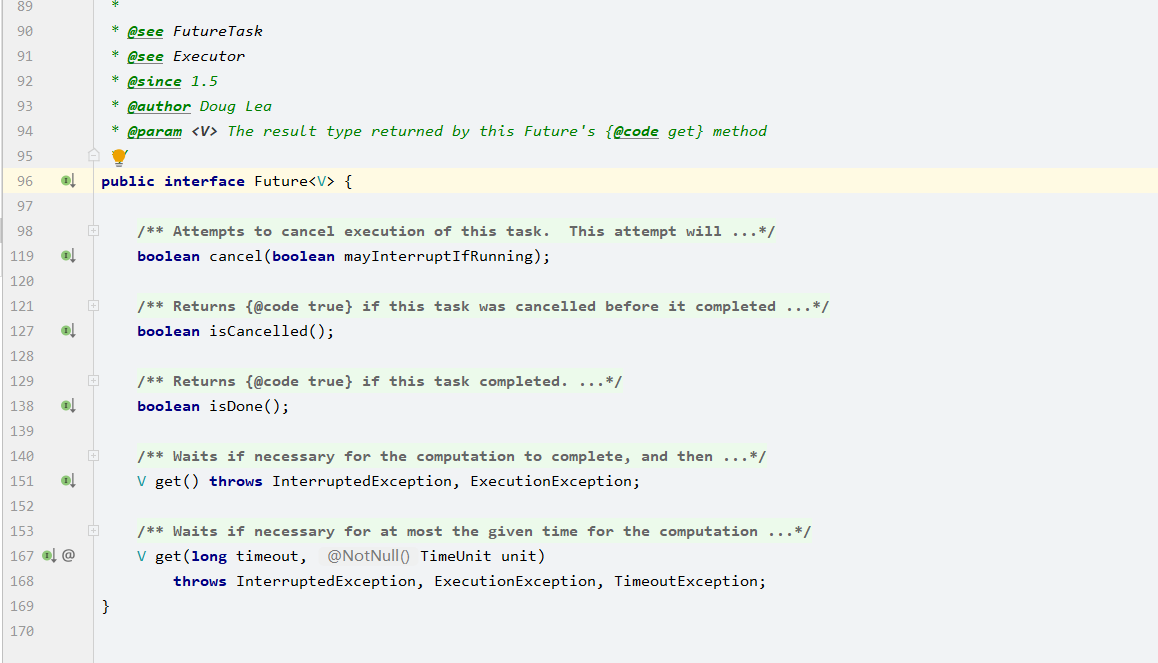 89 *
90 * @see FutureTask
91 * @see Executor
92 * @since 1.5
93 * @author Doug Lea
94 * @param <V> The result type returned by this Future's {@code get} method
95
96 public interface Future<V> {
97
98 /** Attempts to cancel execution of this task.  This attempt will ...*/
119 boolean cancel(boolean mayInterruptIfRunning);
120
121 /** Returns {@code true} if this task was cancelled before it completed ...*/
127 boolean isCancelled();
128
129 /** Returns {@code true} if this task completed. ...*/
138 boolean isDone();
139
140 /** Waits if necessary for the computation to complete, and then ...*/
151 V get() throws InterruptedException, ExecutionException;
152
153 /** Waits if necessary for at most the given time for the computation ...*/
167 @ V get(long timeout, @NotNull() TimeUnit unit)
168 throws InterruptedException, ExecutionException, TimeoutException;
169 }
170